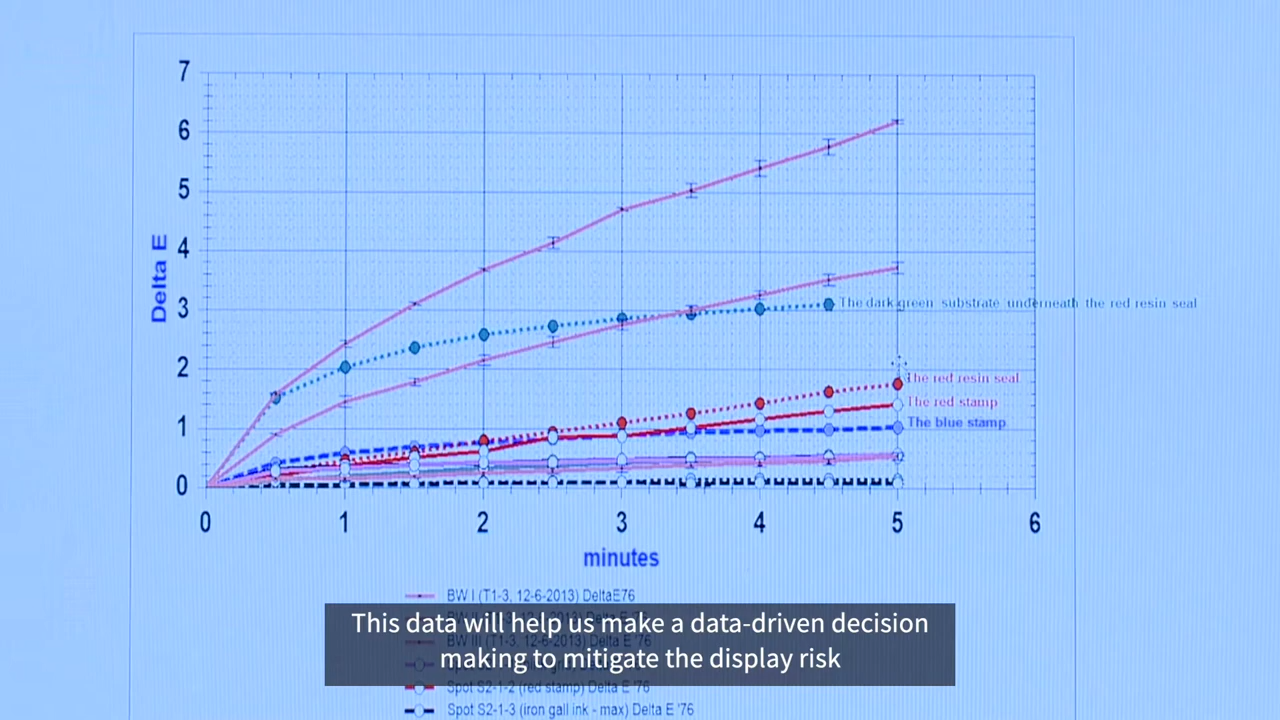 7
6
5
4
3
2
1
0
Delta E
The dark green substrate underneath the red resin seal
The red resin seal
The red stamp
The blue stamp
0 1 2 3 4 5 6
minutes
BW I (T1-3, 12-6-2013) DeltaE76
BW III (T1-3, 12-6-2013) Delta E '76
This data will help us make a data-driven decision
making to mitigate the display risk
Spot S2-1-2 (red stamp) Delta E '76
Spot S2-1-3 (iron gall ink - max) Delta E '76